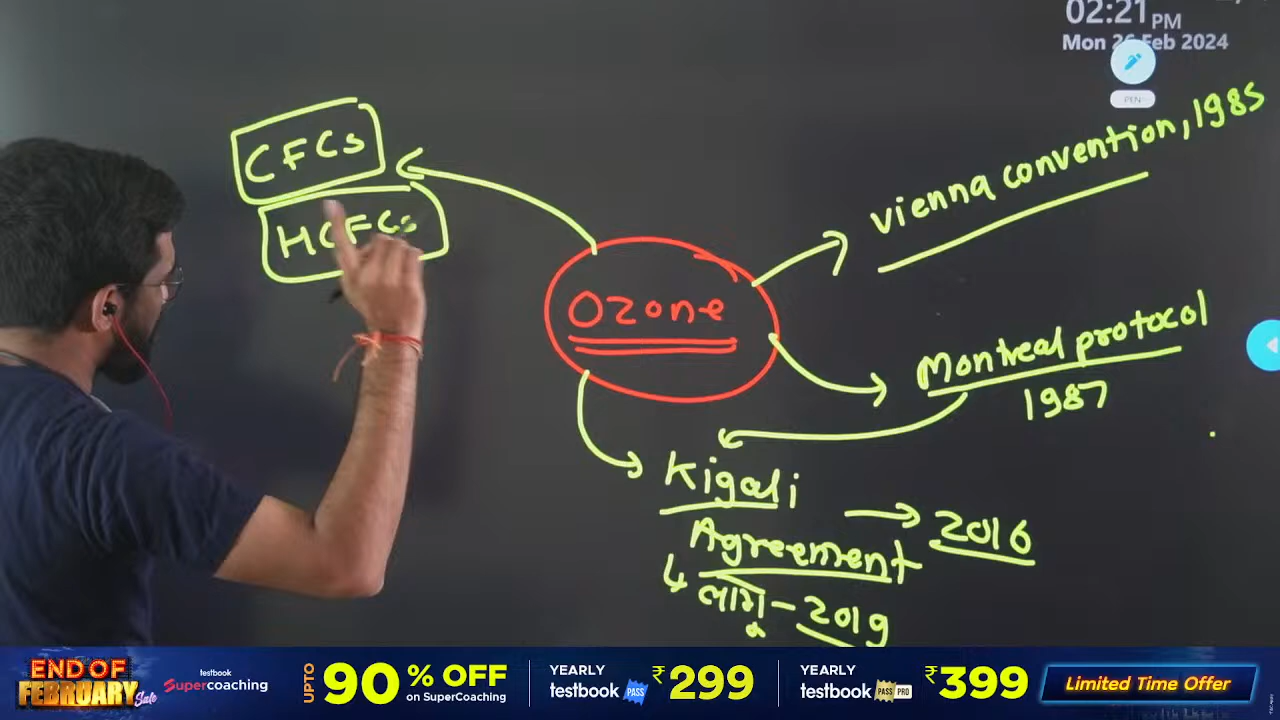 02:21 PM
Mon 26 Feb 2024
PEN
CFCs
HCFCs
Ozone
vienna convention, 1985
Montreal protocol
1987
Kigali
Agreement → 2016
↳ लागू - 2019
END OF
FEBRUARY
Sale
testbook
Supercoaching
UPTO 90% OFF
on SuperCoaching
YEARLY
testbook PASS
₹299
YEARLY
testbook PASS PRO
₹399
Limited Time Offer